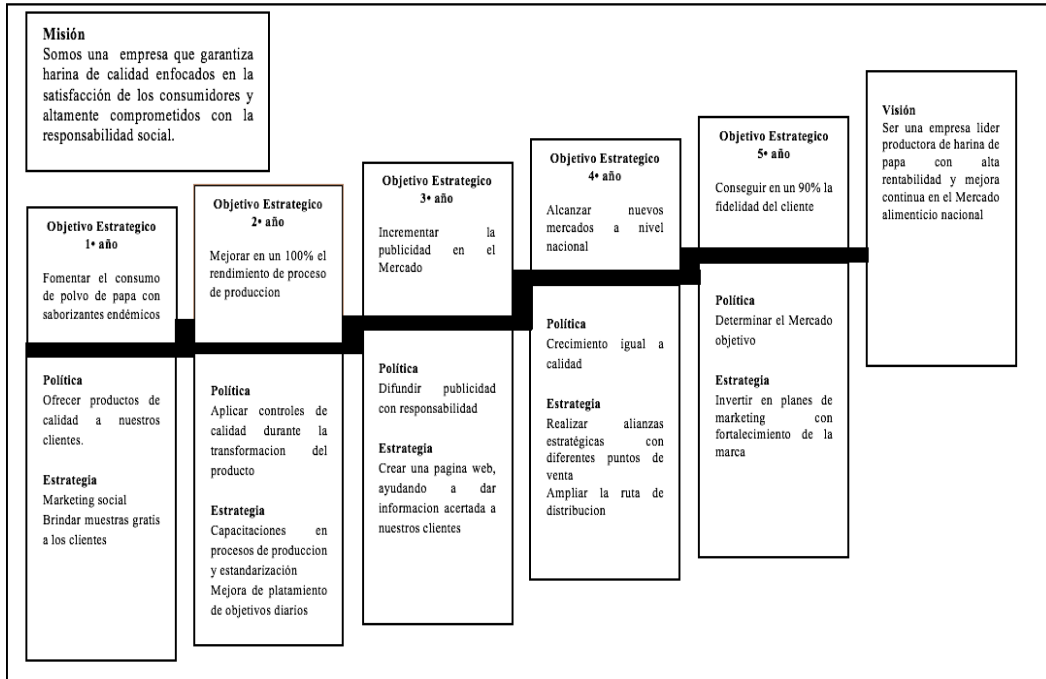 Misión
Somos una empresa que garantiza
harina de calidad enfocados en la
satisfacción de los consumidores y
altamente comprometidos con la
responsabilidad social.
Objetivo Estrategico
1• año
Fomentar el consumo
de polvo de papa con
saborizantes endémicos
Política
Ofrecer productos de
calidad a nuestros
clientes.
Estrategia
Marketing social
Brindar muestras gratis
a los clientes
Objetivo Estrategico
2• año
Mejorar en un 100% el
rendimiento de proceso
de produccion
Política
Aplicar controles de
calidad durante la
transformacion del
producto
Estrategia
Capacitaciones en
procesos de produccion
y estandarización
Mejora de platamiento
de objetivos diarios
Objetivo Estrategico
3• año
Incrementar la
publicidad en el
Mercado
Política
Difundir publicidad
con responsabilidad
Estrategia
Crear una pagina web,
ayudando a dar
informacion acertada a
nuestros clientes
Objetivo Estrategico
4• año
Alcanzar nuevos
mercados a nivel
nacional
Política
Crecimiento igual a
calidad
Estrategia
Realizar alianzas
estratégicas con
diferentes puntos de
venta
Ampliar la ruta de
distribucion
Objetivo Estrategico
5• año
Conseguir en un 90% la
fidelidad del cliente
Política
Determinar el Mercado
objetivo
Estrategia
Invertir en planes de
marketing con
fortalecimiento de la
marca
Visión
Ser una empresa lider
productora de harina de
papa con alta
rentabilidad y mejora
continua en el Mercado
alimenticio nacional